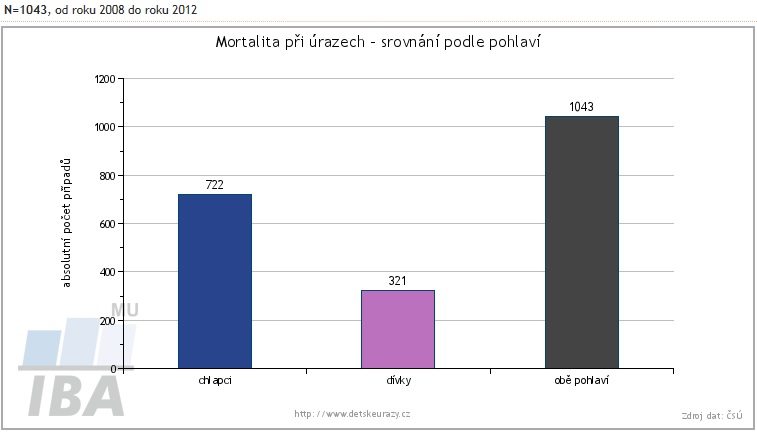 N=1043, od roku 2008 do roku 2012
Mortalita při úrazech - srovnání podle pohlaví
absolutní počet případů
1200
1000
800
600
400
200
0
722
321
1043
chlapci
dívky
obě pohlaví
MU
IBA
http://www.detskeurazy.cz
Zdroj dat: ČSÚ